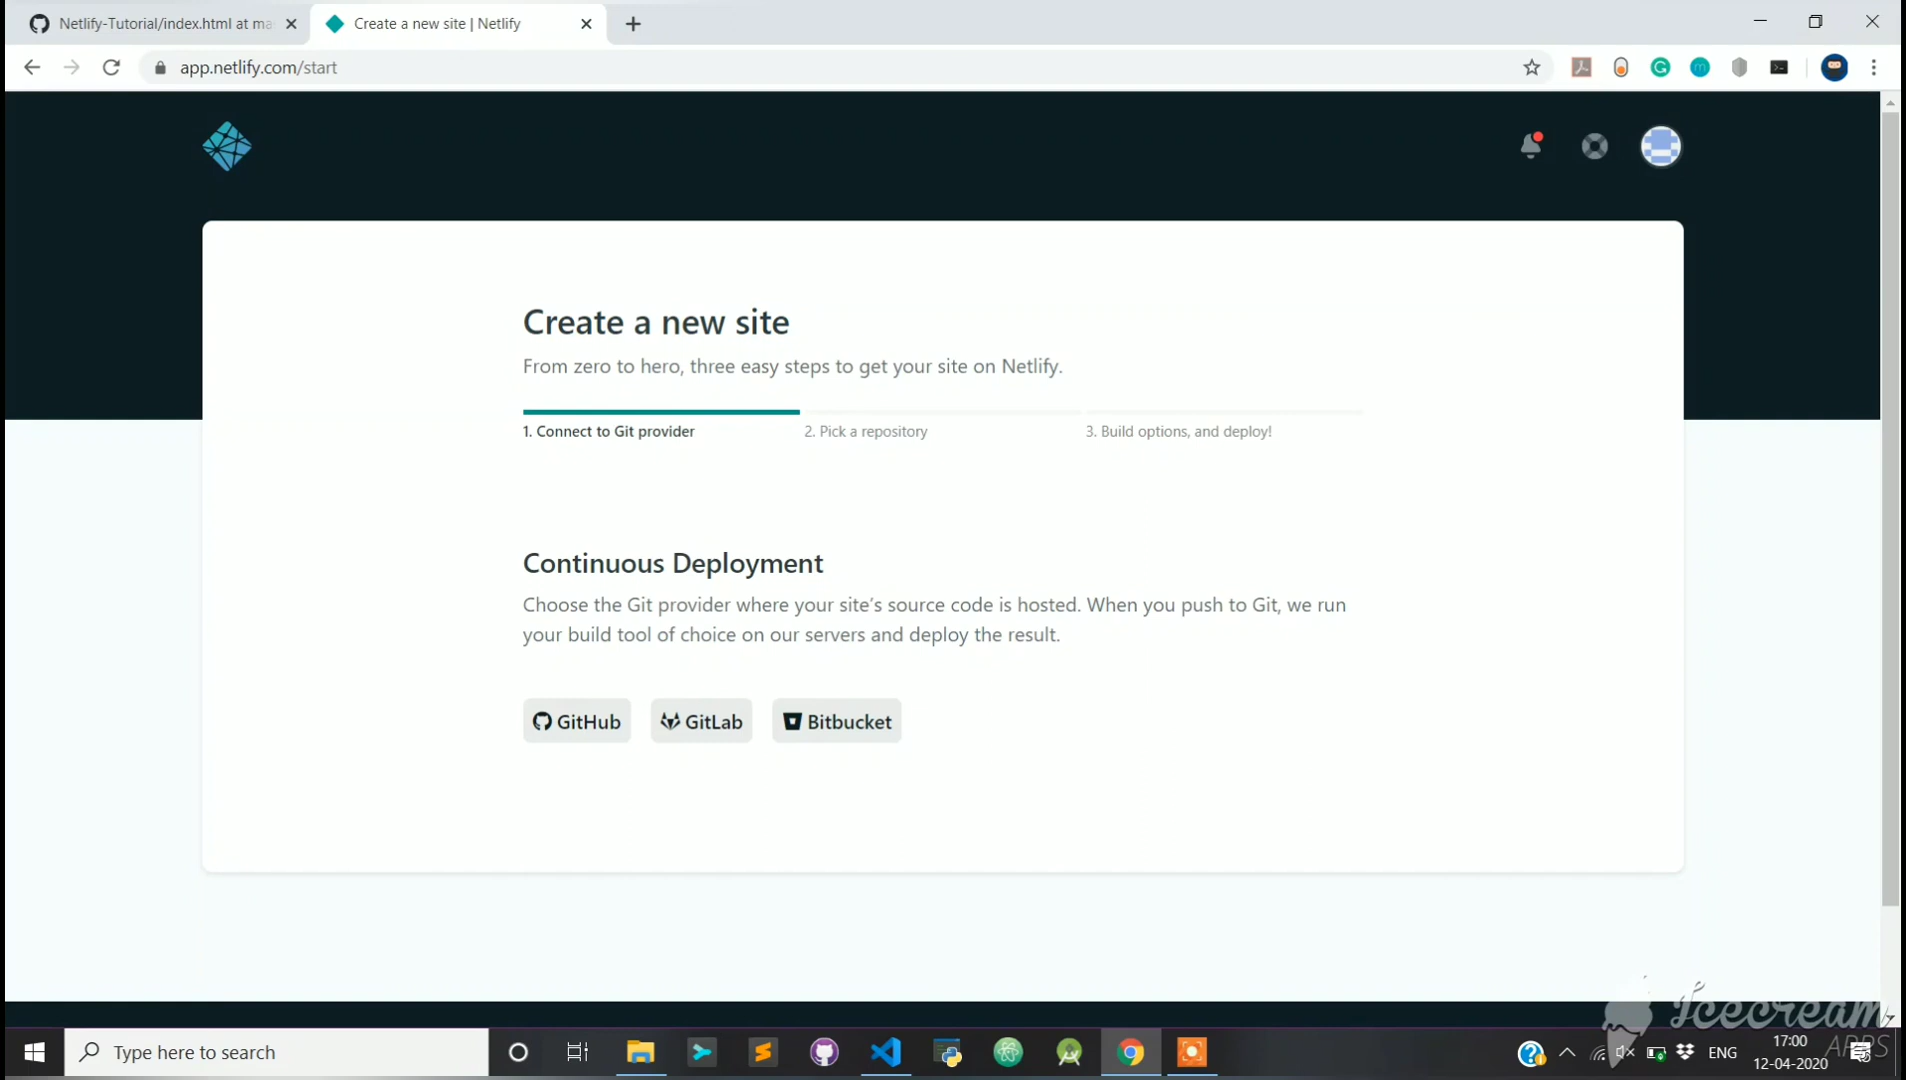 Netlify-Tutorial/index.html at ma
Create a new site | Netlify
app.netlify.com/start
Create a new site
From zero to hero, three easy steps to get your site on Netlify.
1. Connect to Git provider
2. Pick a repository
3. Build options, and deploy!
Continuous Deployment
Choose the Git provider where your site's source code is hosted. When you push to Git, we run
your build tool of choice on our servers and deploy the result.
GitHub
GitLab
Bitbucket
Icecream
APPS
Type here to search
ENG
17:00
12-04-2020